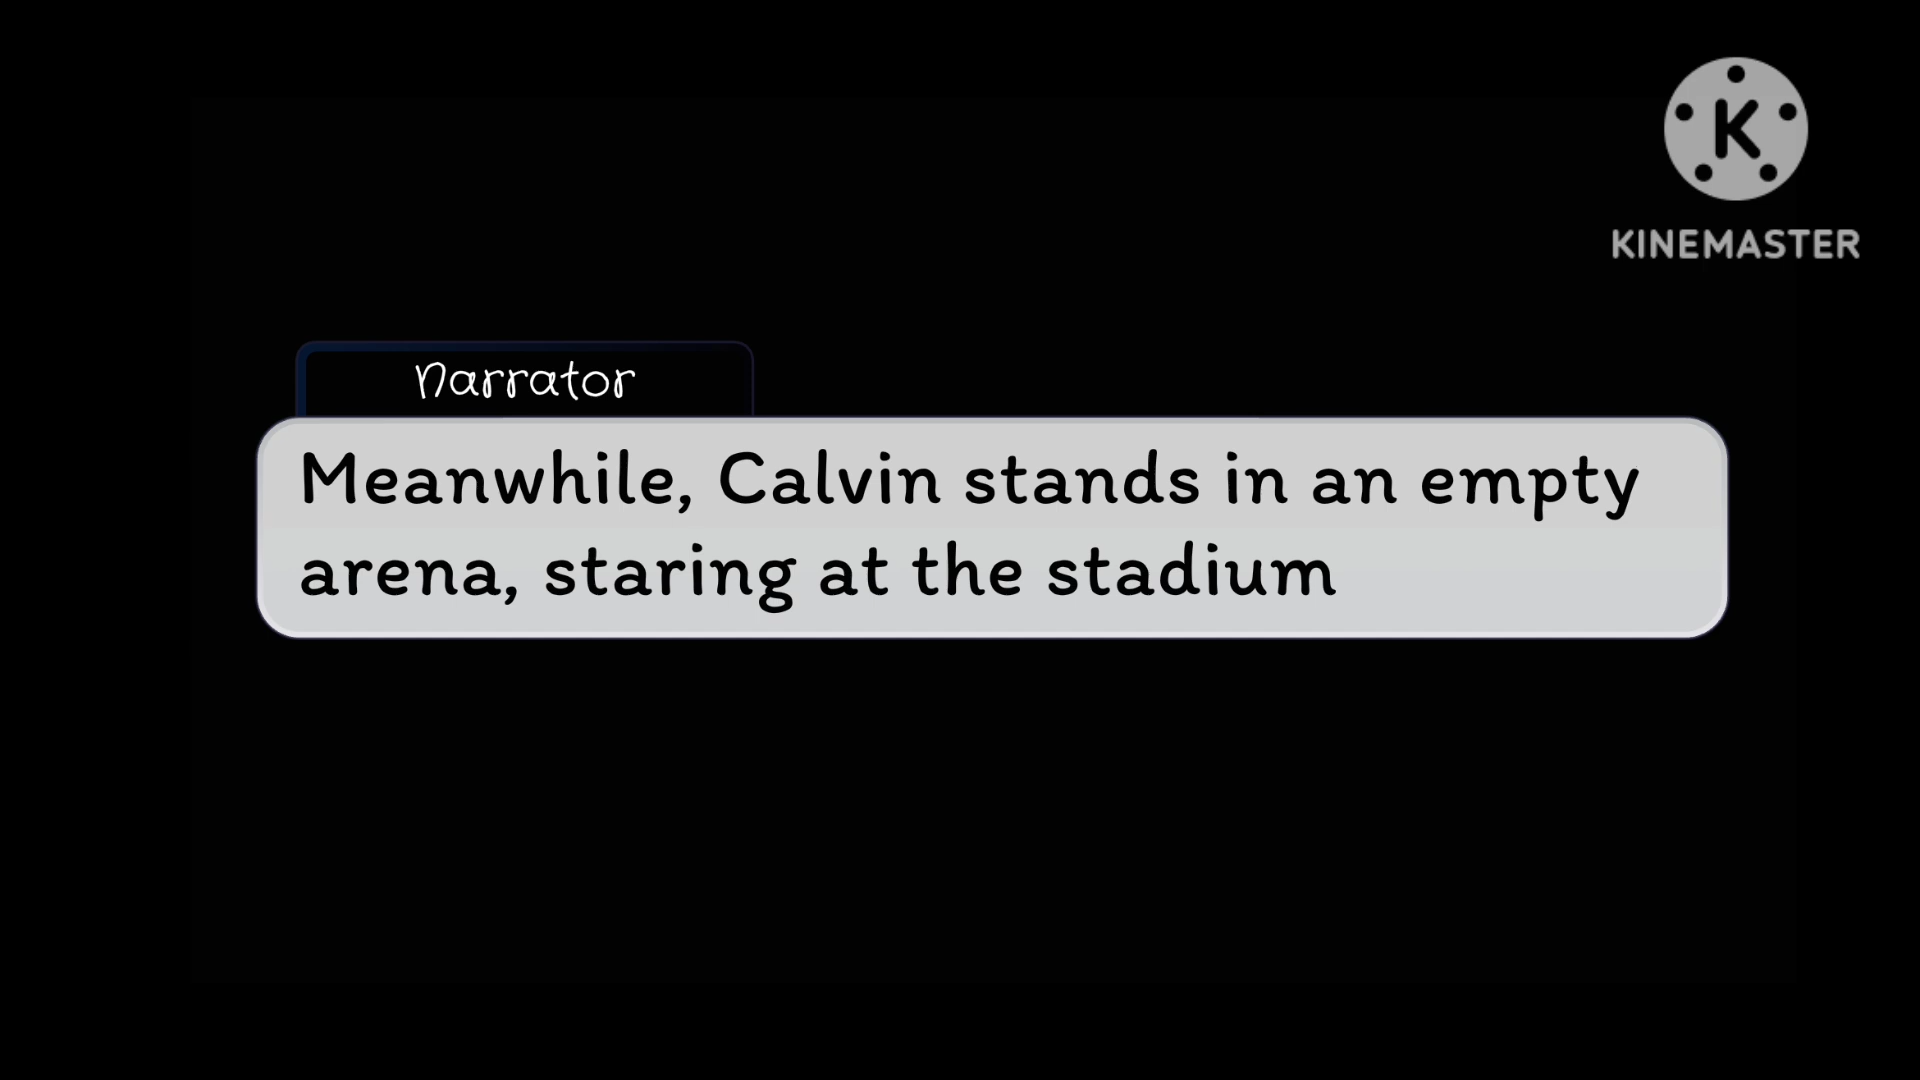 K
KINEMASTER
Narrator
Meanwhile, Calvin stands in an empty
arena, staring at the stadium